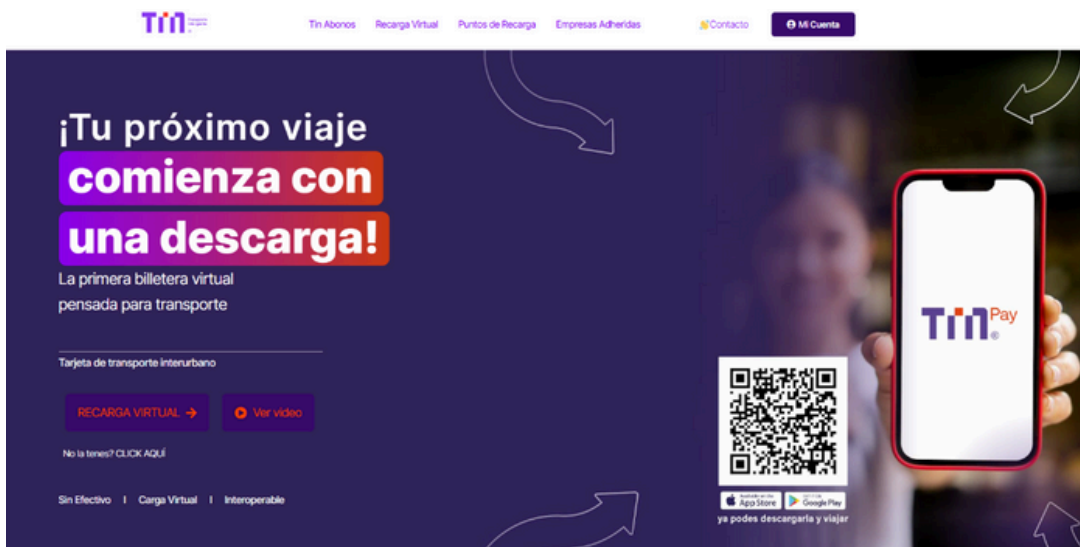 Tin
Tin Abonos
Recarga Virtual
Puntos de Recarga
Empresas Adheridas
Contacto
Mi Cuenta
¡Tu próximo viaje
comienza con
una descarga!
La primera billetera virtual
pensada para transporte
Tarjeta de transporte interurbano
RECARGA VIRTUAL
Ver video
No la tenes? CLICK AQUÍ
Sin Efectivo I Carga Virtual I Interoperable
Tin Pay
®
App Store
Google Play
ya podes descargarla y viajar